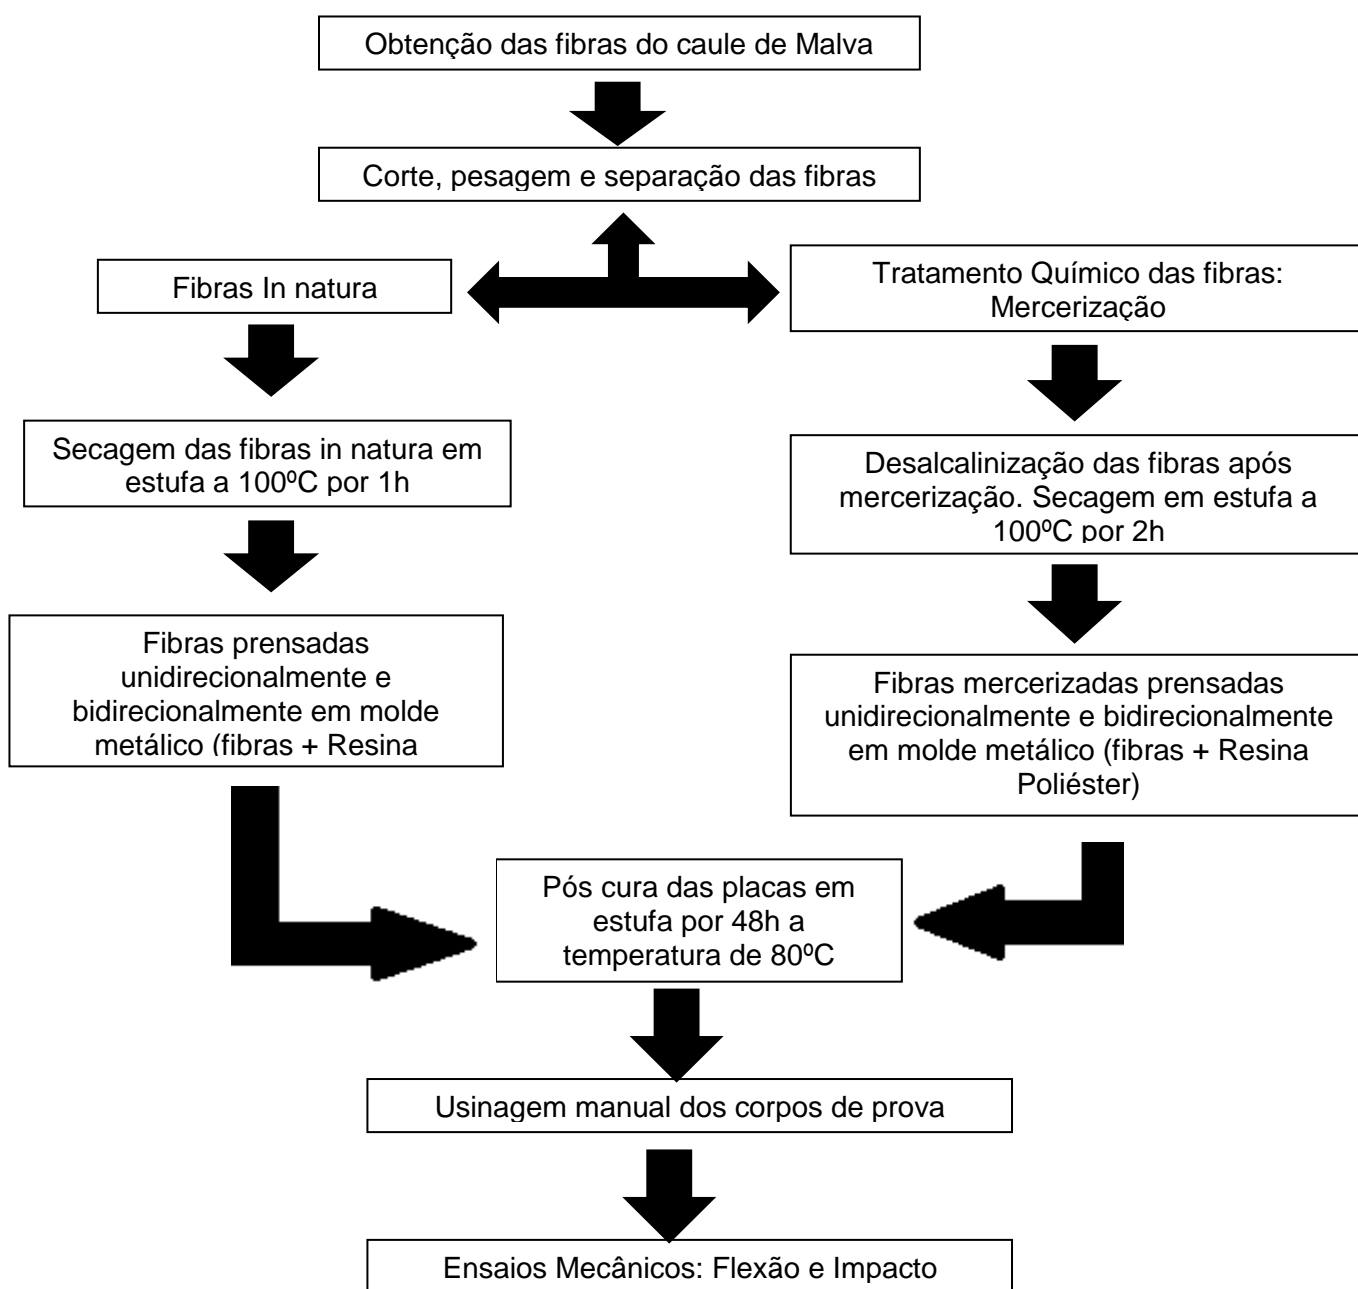 Obtenção das fibras do caule de Malva
Corte, pesagem e separação das fibras
Fibras In natura
Tratamento Químico das fibras:
Mercerização
Secagem das fibras in natura em
estufa a 100ºC por 1h
Desalcalinização das fibras após
mercerização. Secagem em estufa a
100ºC por 2h
Fibras prensadas
unidirecionalmente e
bidirecionalmente em molde
metálico (fibras + Resina
Fibras mercerizadas prensadas
unidirecionalmente e bidirecionalmente
em molde metálico (fibras + Resina
Poliéster)
Pós cura das placas em
estufa por 48h a
temperatura de 80ºC
Usinagem manual dos corpos de prova
Ensaios Mecânicos: Flexão e Impacto